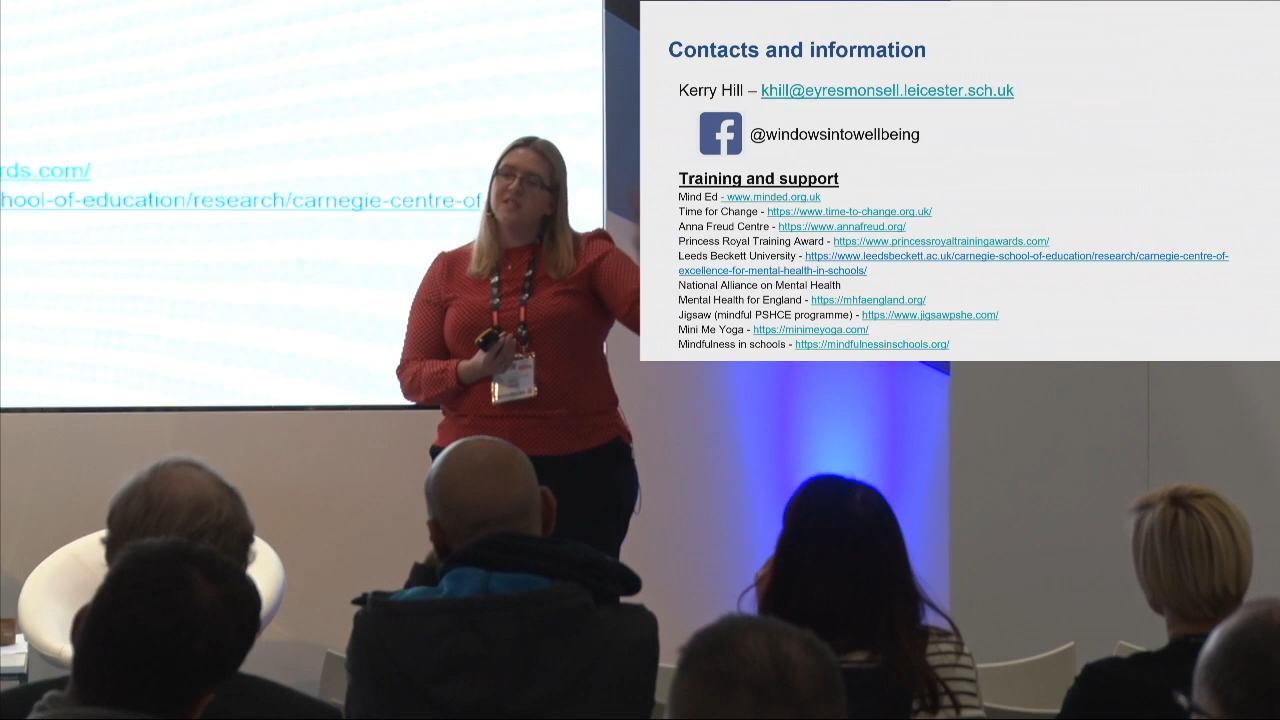 Contacts and information
Kerry Hill – khill@eyresmonsell.leicester.sch.uk
@windowsintowellbeing
Training and support
Mind Ed - www.minded.org.uk
Time for Change - https://www.time-to-change.org.uk/
Anna Freud Centre - https://www.annafreud.org/
Princess Royal Training Award - https://www.princessroyaltrainingawards.com/
Leeds Beckett University - https://www.leedsbeckett.ac.uk/carnegie-school-of-education/research/carnegie-centre-of-
excellence-for-mental-health-in-schools/
National Alliance on Mental Health
Mental Health for England - https://mhfaengland.org/
Jigsaw (mindful PSHCE programme) - https://www.jigsawpshe.com/
Mini Me Yoga - https://minimeyoga.com/
Mindfulness in schools - https://mindfulnessinschools.org/
rds.com/
hool-of-education/research/carnegie-centre-of